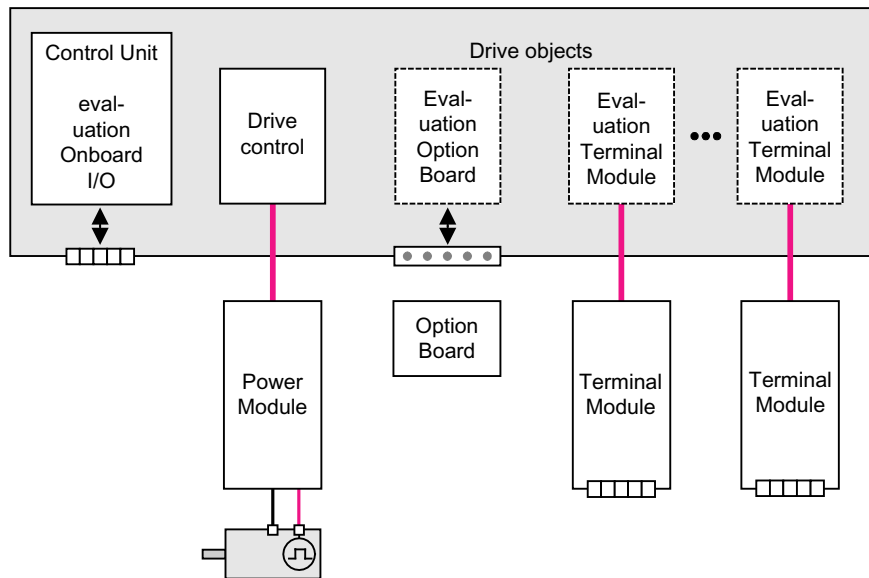 Drive objects
Control Unit
eval-
uation
Onboard
I/O
Drive
control
Eval-
uation
Option
Board
Eval-
uation
Terminal
Module
Eval-
uation
Terminal
Module
Power
Module
Option
Board
Terminal
Module
Terminal
Module